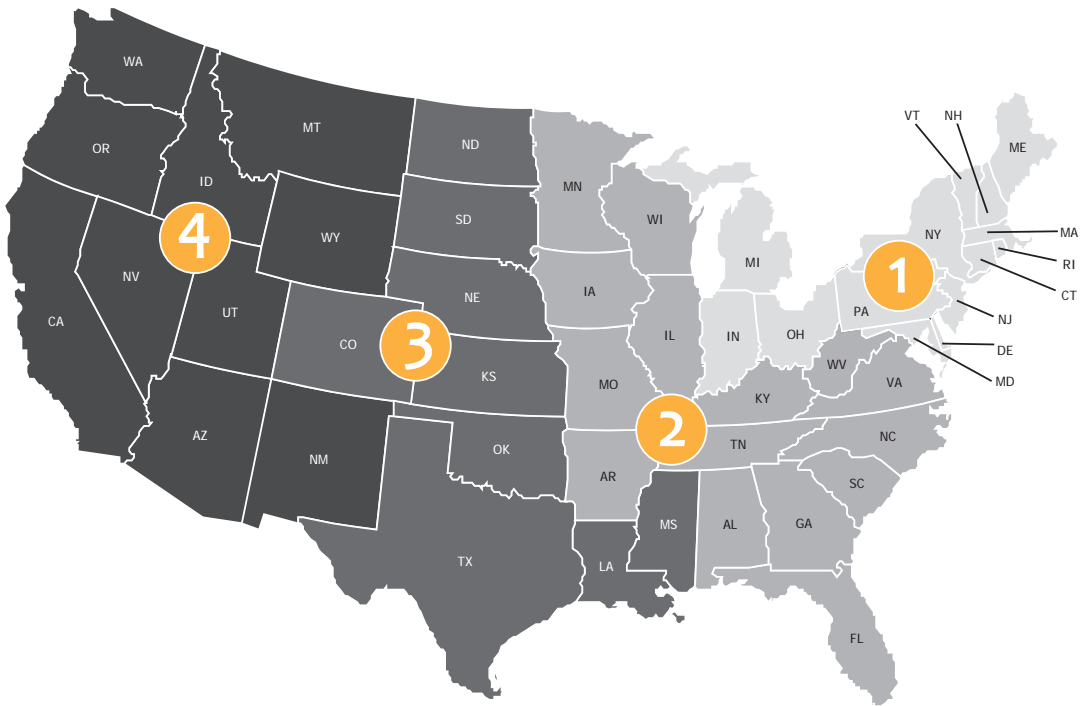 WA
VT NH
MT
ND
ME
OR
ID
MN
SD
WI
NY
MA
4
WY
MI
RI
NV
1
NE
IA
CT
UT
PA
NJ
CA
CO
3
IL
IN
OH
DE
KS
MO
WV
VA
MD
KY
AZ
2
TN
NC
NM
OK
AR
SC
MS
AL
GA
TX
LA
FL